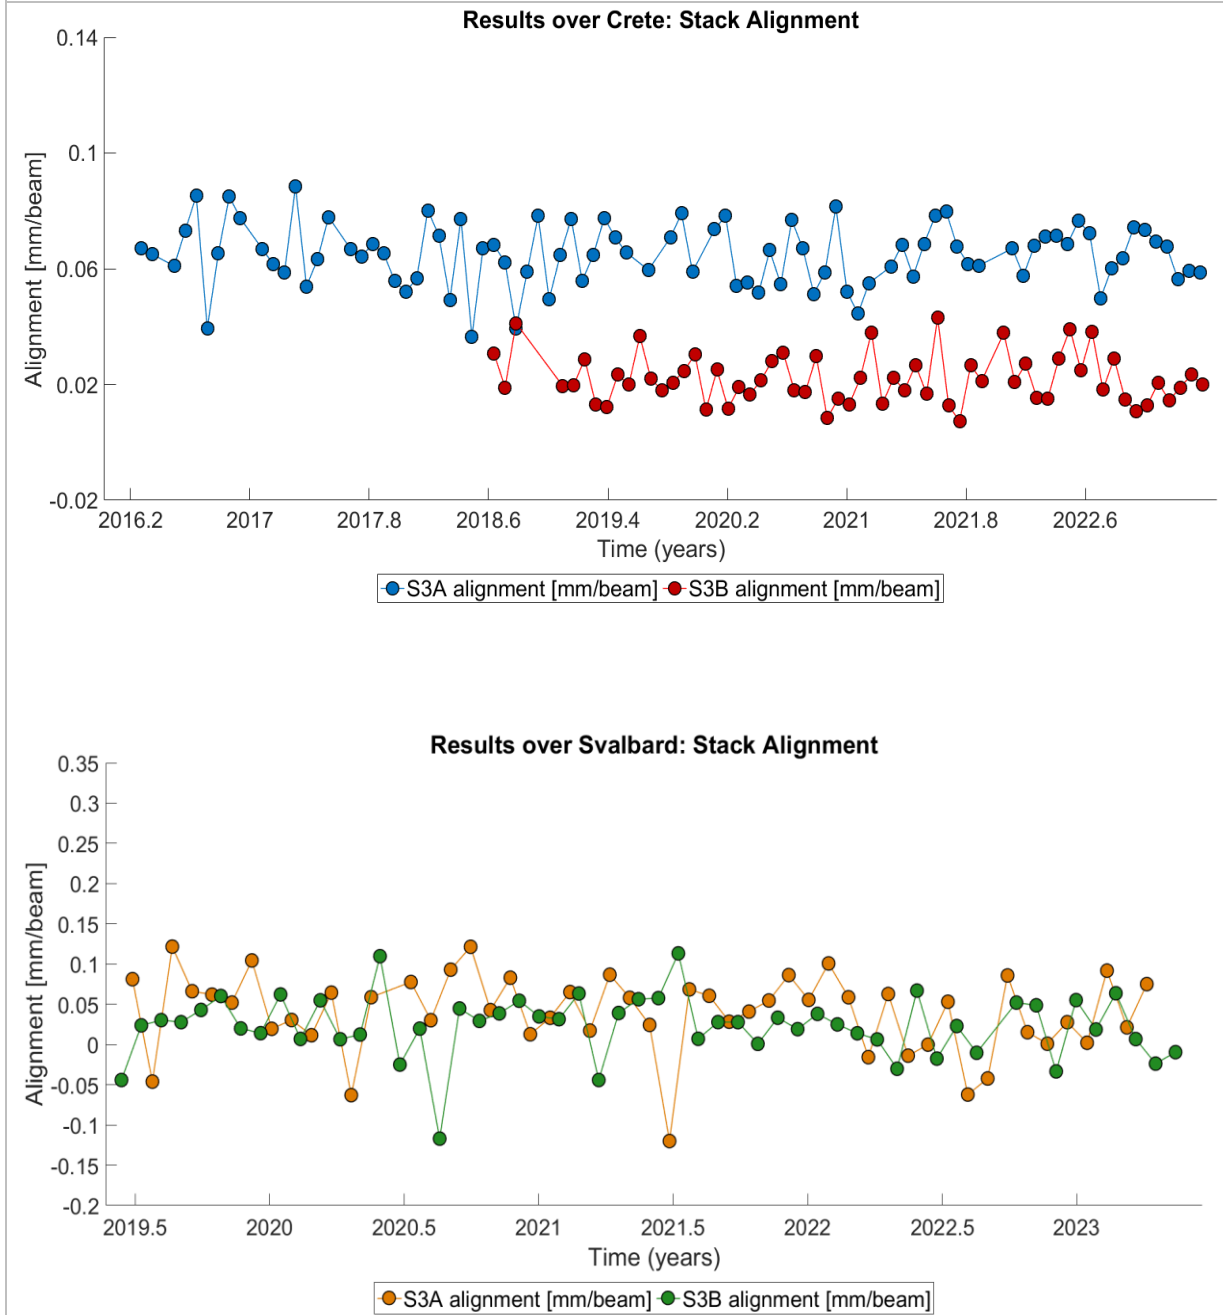 Results over Crete: Stack Alignment
0.14
0.1
0.06
0.02
-0.02
Alignment [mm/beam]
2016.2 2017 2017.8 2018.6 2019.4 2020.2 2021 2021.8 2022.6
Time (years)
S3A alignment [mm/beam] S3B alignment [mm/beam]
Results over Svalbard: Stack Alignment
0.35
0.3
0.25
0.2
0.15
0.1
0.05
0
-0.05
-0.1
-0.15
-0.2
Alignment [mm/beam]
2019.5 2020 2020.5 2021 2021.5 2022 2022.5 2023
Time (years)
S3A alignment [mm/beam] S3B alignment [mm/beam]